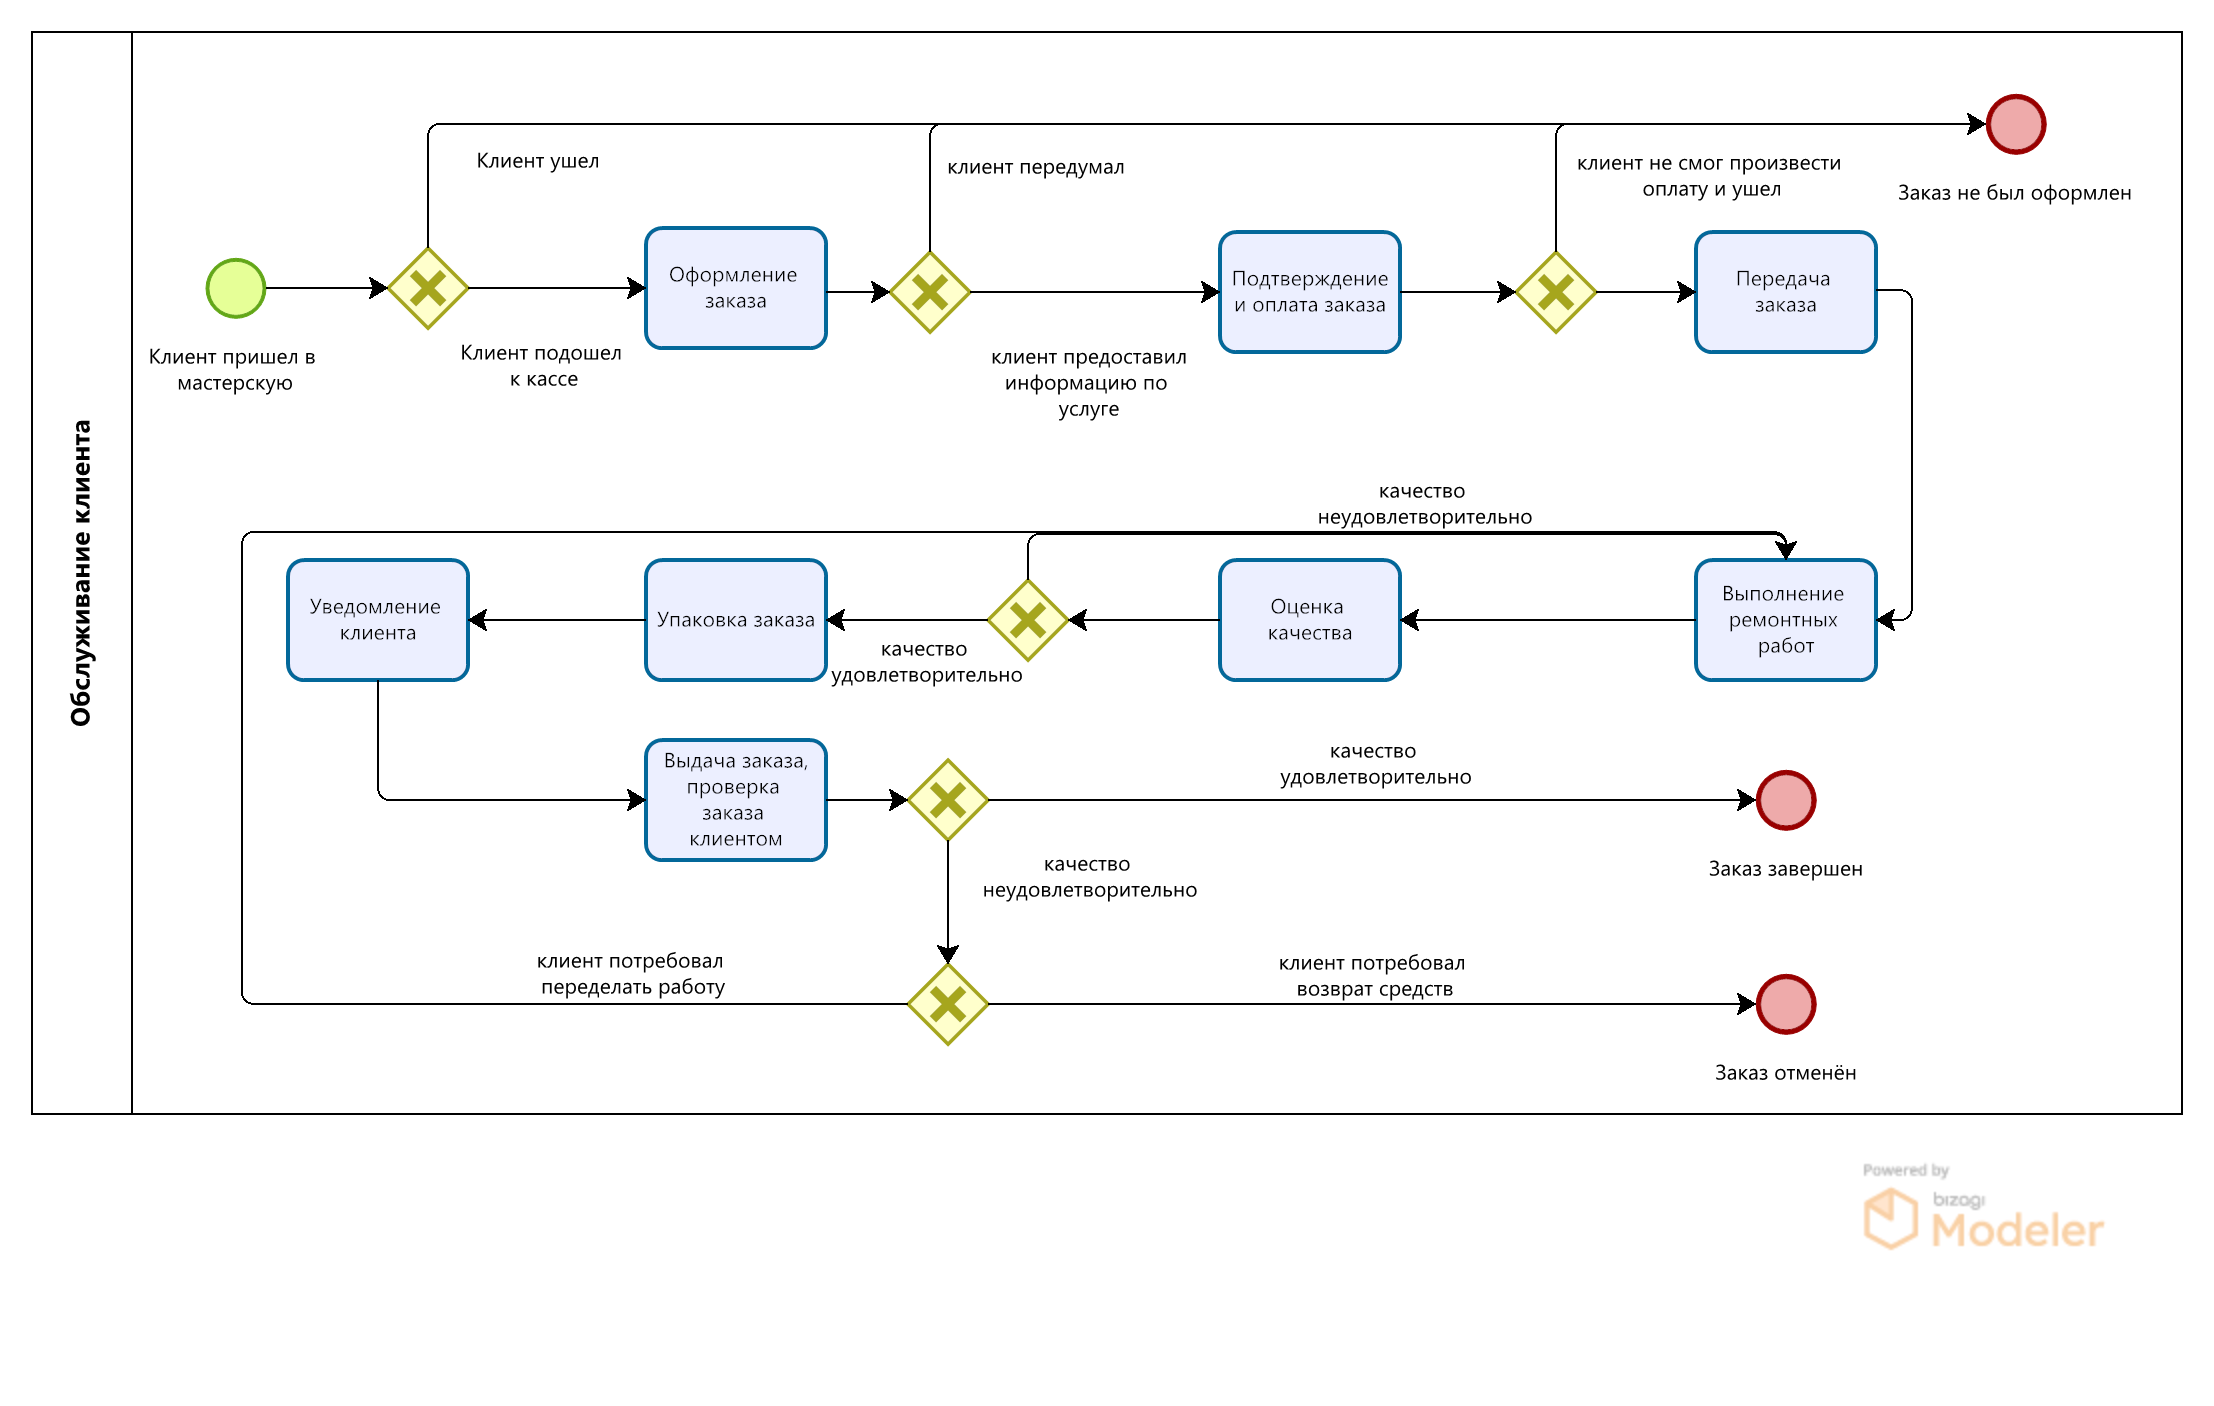 Обслуживание клиента
Клиент ушел
клиент передумал
клиент не смог произвести
оплату и ушел
Заказ не был оформлен
Клиент пришел в
мастерскую
Клиент подошел
к кассе
Оформление
заказа
клиент предоставил
информацию по
услуге
Подтверждение
и оплата заказа
Передача
заказа
качество
неудовлетворительно
Уведомление
клиента
Упаковка заказа
качество
удовлетворительно
Оценка
качества
Выполнение
ремонтных
работ
Выдача заказа,
проверка
заказа
клиентом
качество
удовлетворительно
Заказ завершен
качество
неудовлетворительно
клиент потребовал
переделать работу
клиент потребовал
возврат средств
Заказ отменён
Powered by
bizagi
Modeler